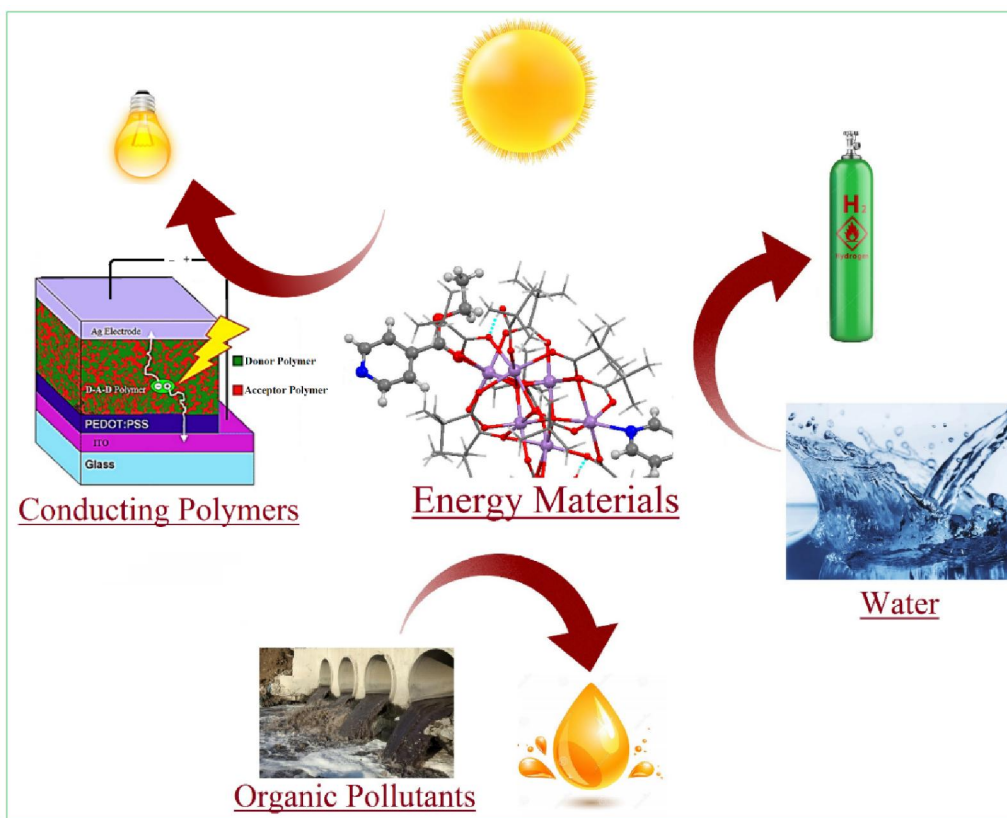 H2
hydrogen
– +
Ag Electrode
D-A-D Polymer
PEDOT:PSS
ITO
Glass
Donor Polymer
Acceptor Polymer
Conducting Polymers
Energy Materials
Water
Organic Pollutants